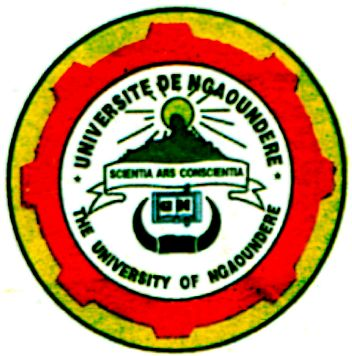 UNIVERSITE DE NGAOUNDERE
SCIENTIA ARS CONSCIENTIA
THE UNIVERSITY OF NGAOUNDERE